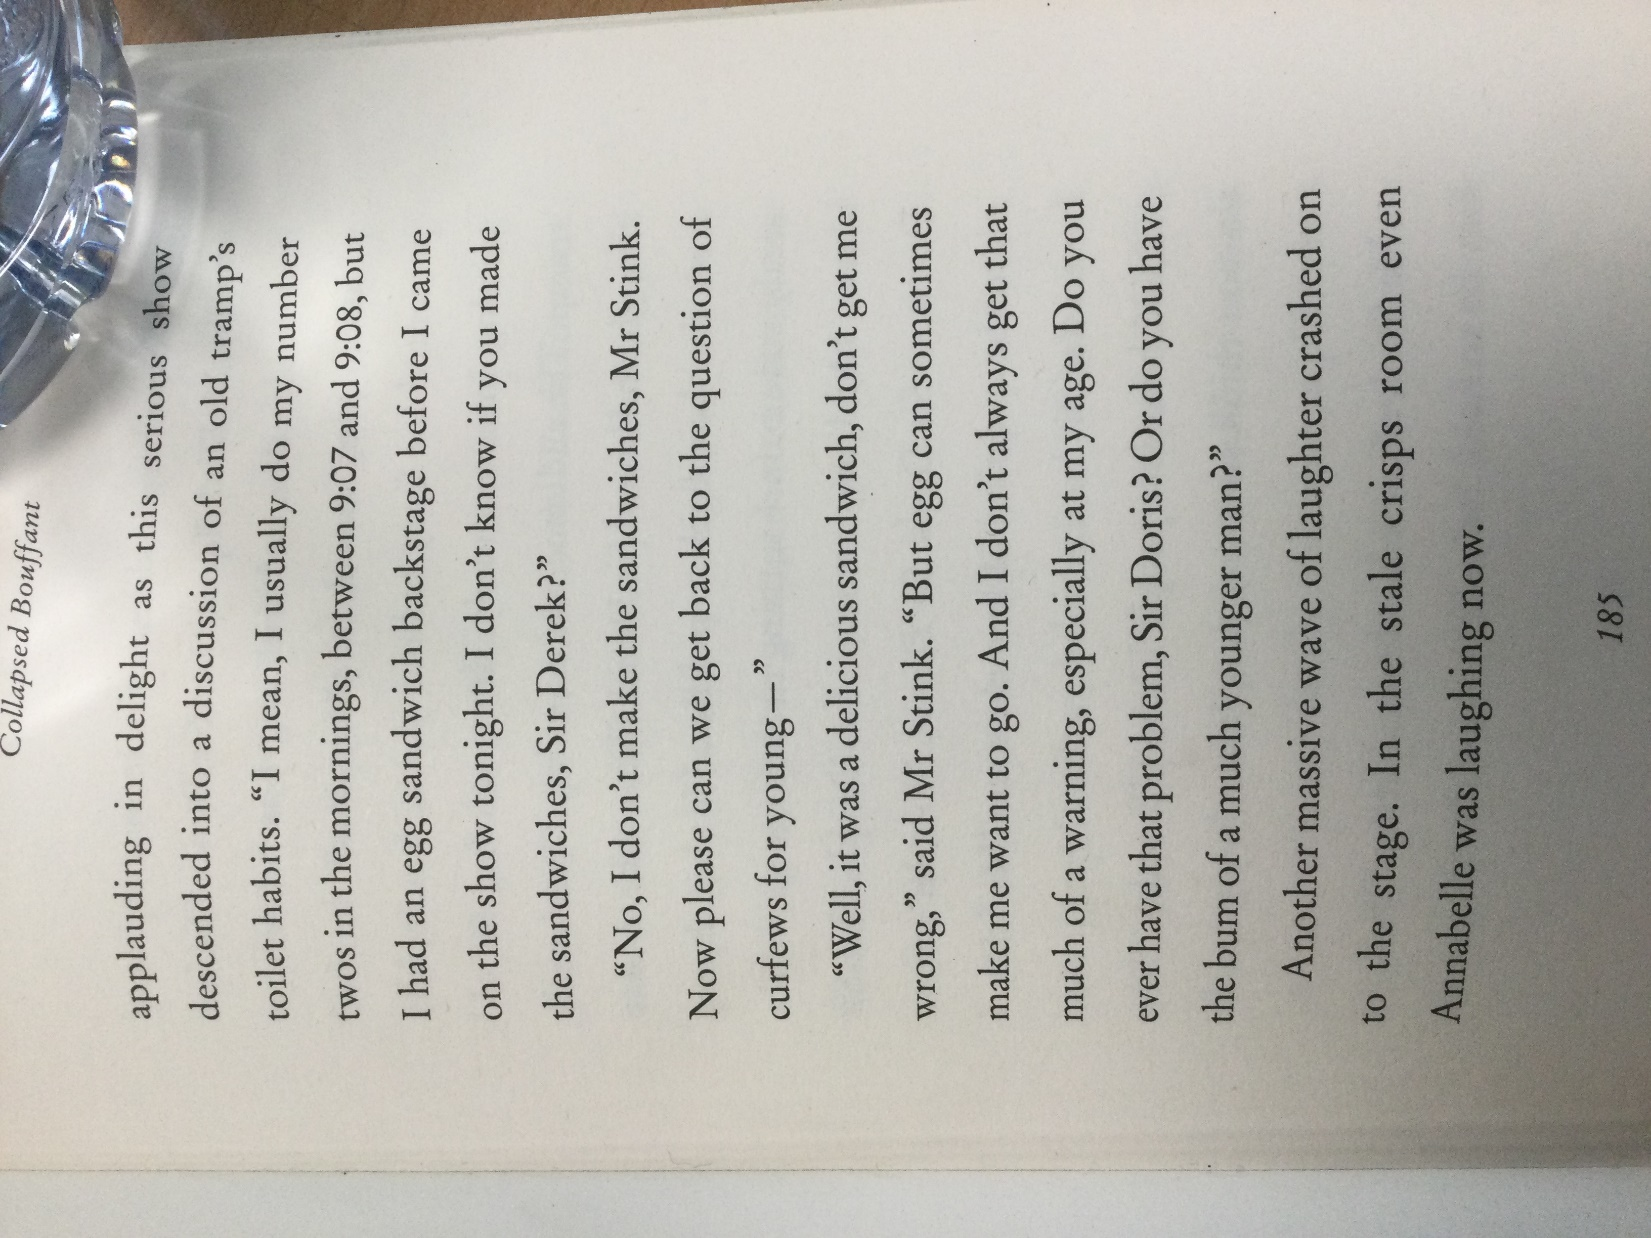 Collapsed Bouffant
applauding in delight as this serious show
descended into a discussion of an old tramp’s
toilet habits. “I mean, I usually do my number
twos in the mornings, between 9:07 and 9:08, but
I had an egg sandwich backstage before I came
on the show tonight. I don’t know if you made
the sandwiches, Sir Derek?”
“No, I don’t make the sandwiches, Mr Stink.
Now please can we get back to the question of
curfews for young—”
“Well, it was a delicious sandwich, don’t get me
wrong,” said Mr Stink. “But egg can sometimes
make me want to go. And I don’t always get that
much of a warning, especially at my age. Do you
ever have that problem, Sir Doris? Or do you have
the bum of a much younger man?”
Another massive wave of laughter crashed on
to the stage. In the stale crisps room even
Annabelle was laughing now.
185